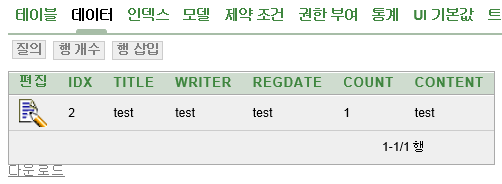 테이블 데이터 인덱스 모델 제약 조건 권한 부여 통계 UI 기본값
질의 행 개수 행 삽입
편집 IDX TITLE WRITER REGDATE COUNT CONTENT
2 test test test 1 test
1-1/1 행
다운로드